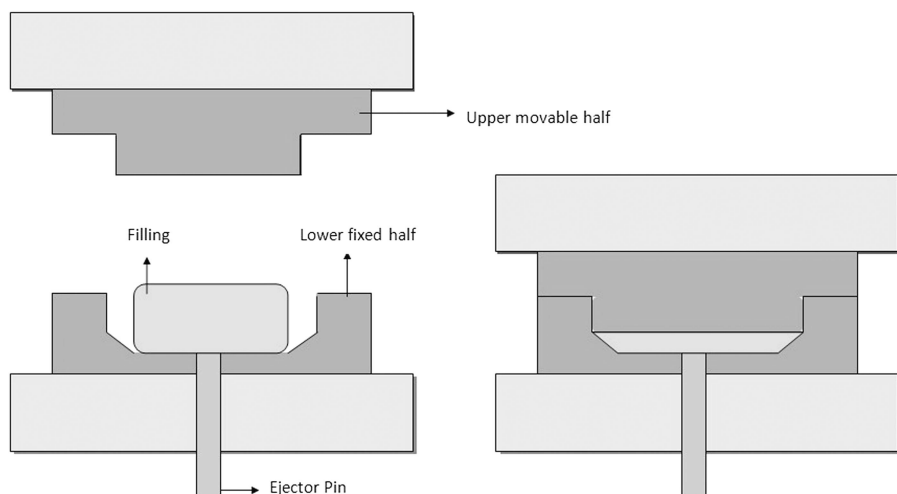 Upper movable half
Filling
Lower fixed half
Ejector Pin